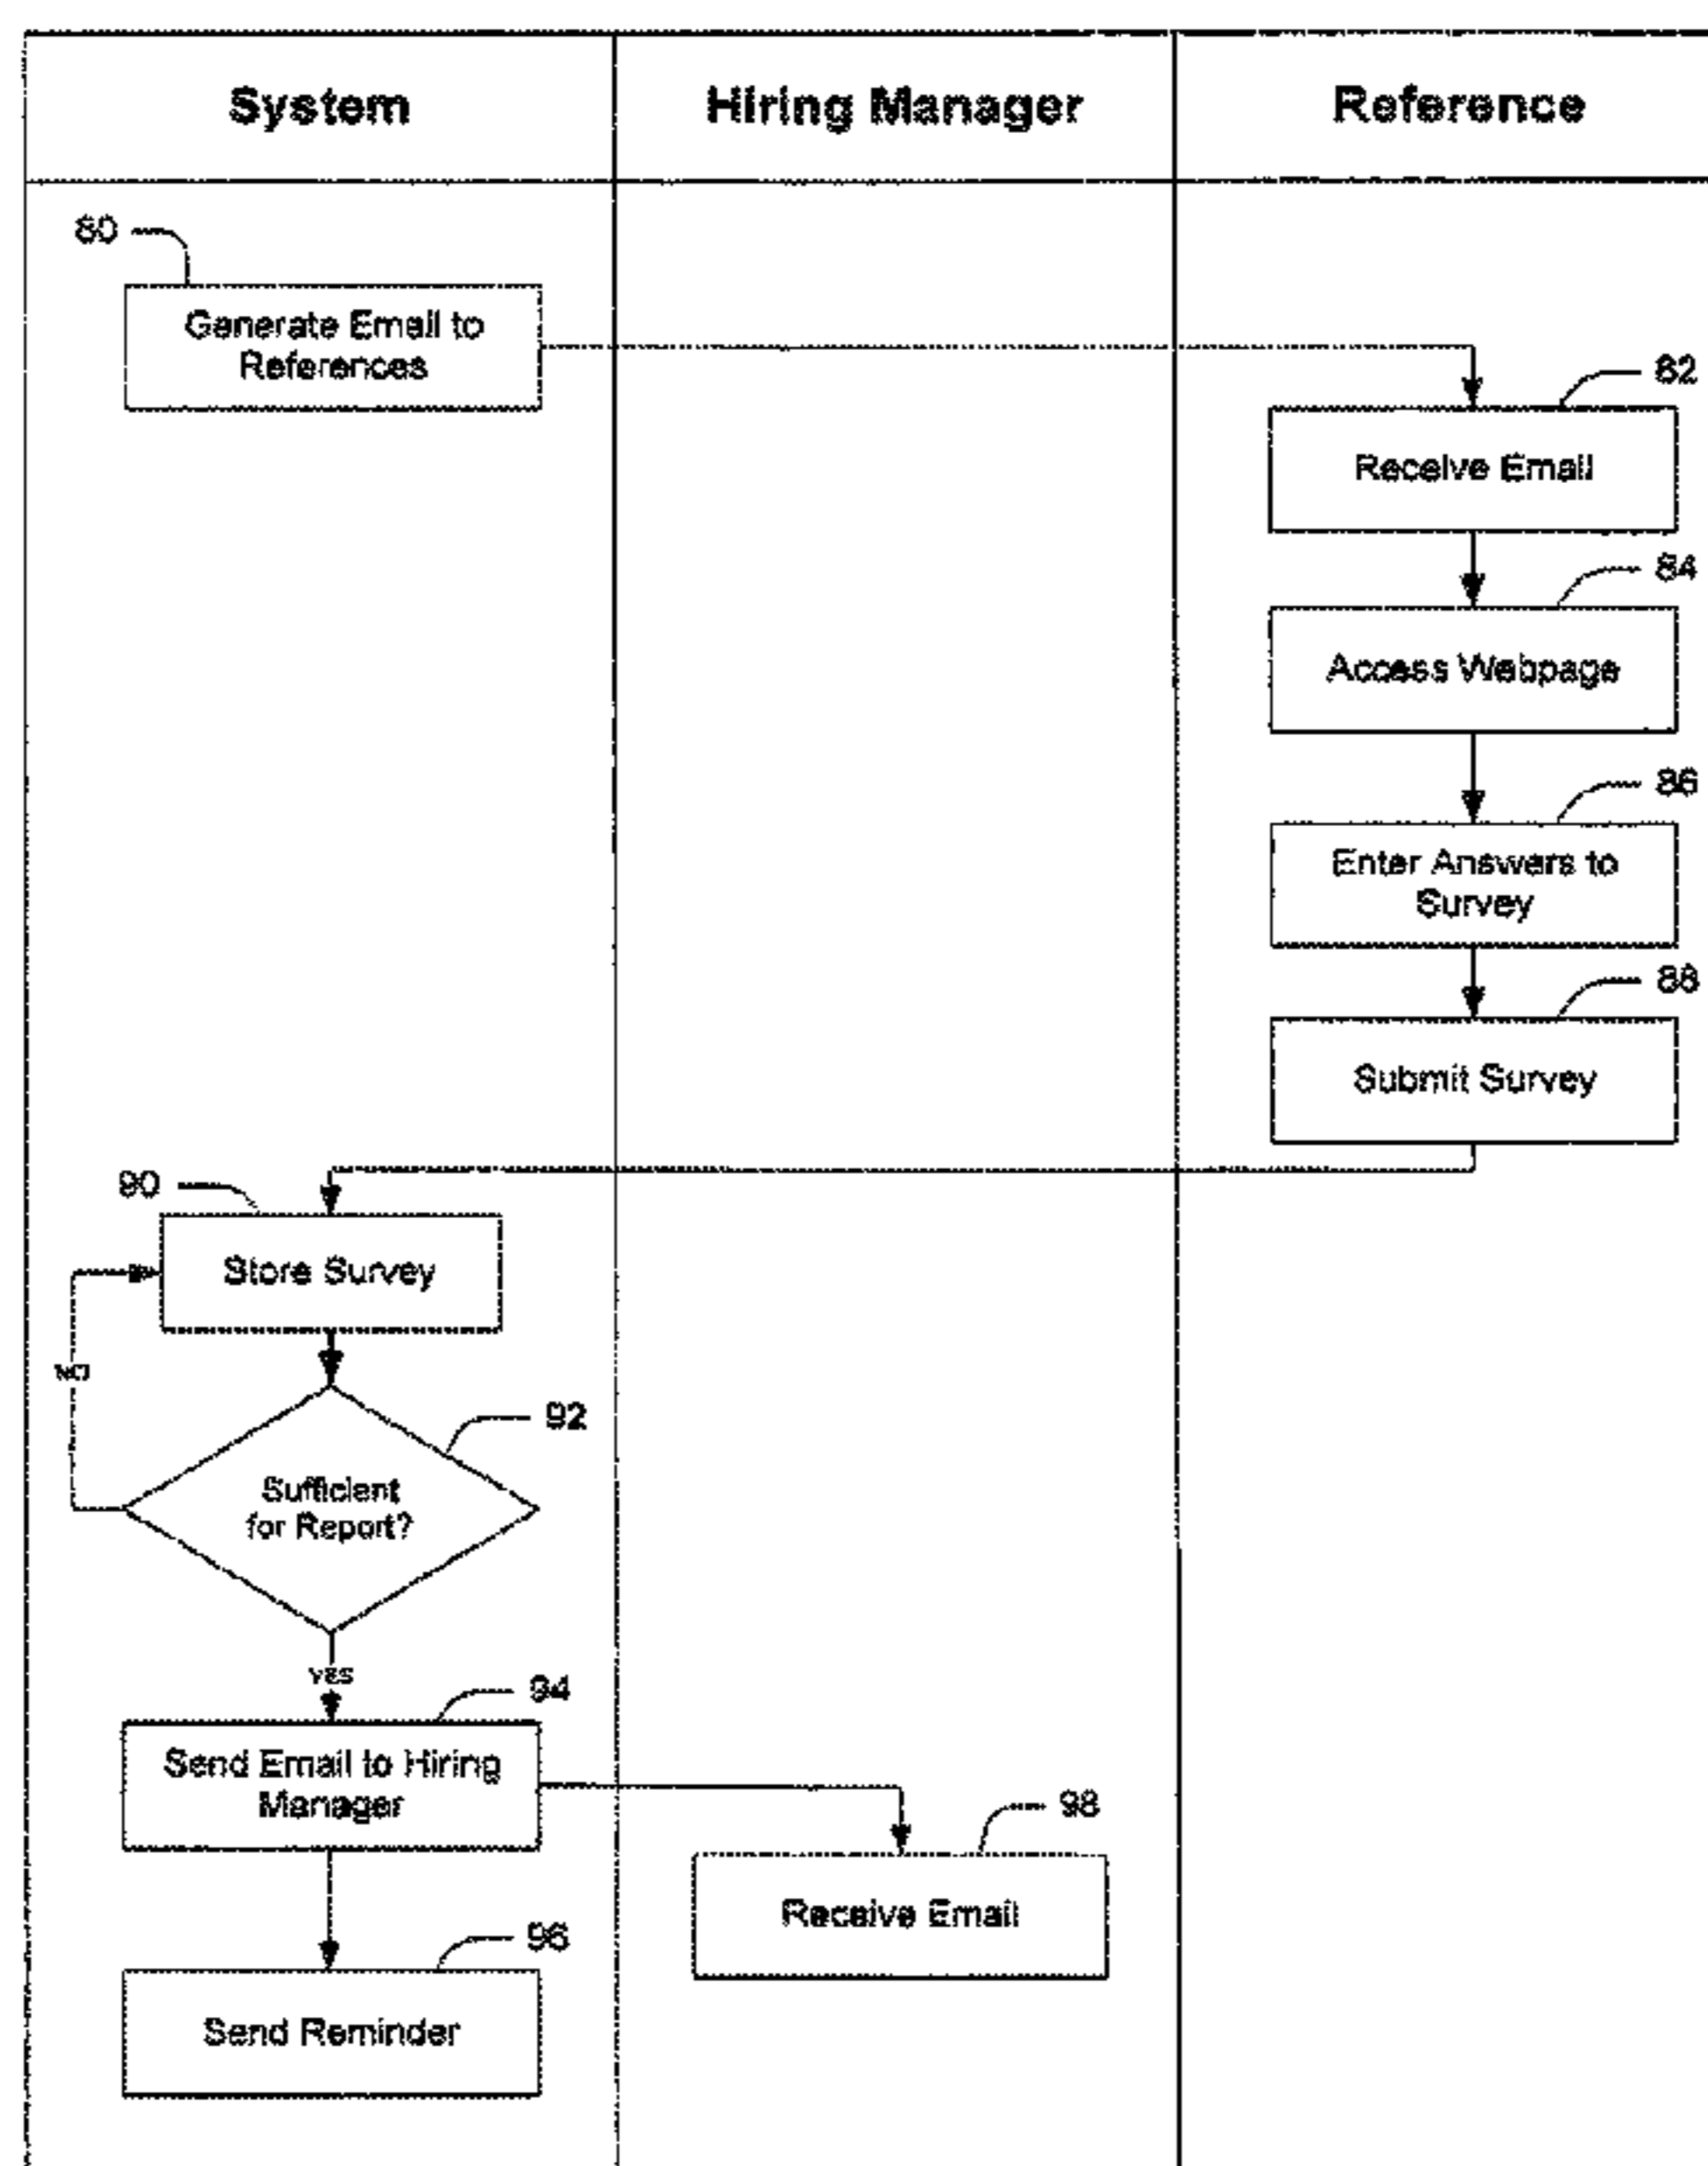 System
Hiring Manager
Reference
80
Generate Email to
References
82
Receive Email
84
Access Webpage
86
Enter Answers to
Survey
88
Submit Survey
90
Store Survey
NO
92
Sufficient
for Report?
YES
94
Send Email to Hiring
Manager
98
Receive Email
96
Send Reminder